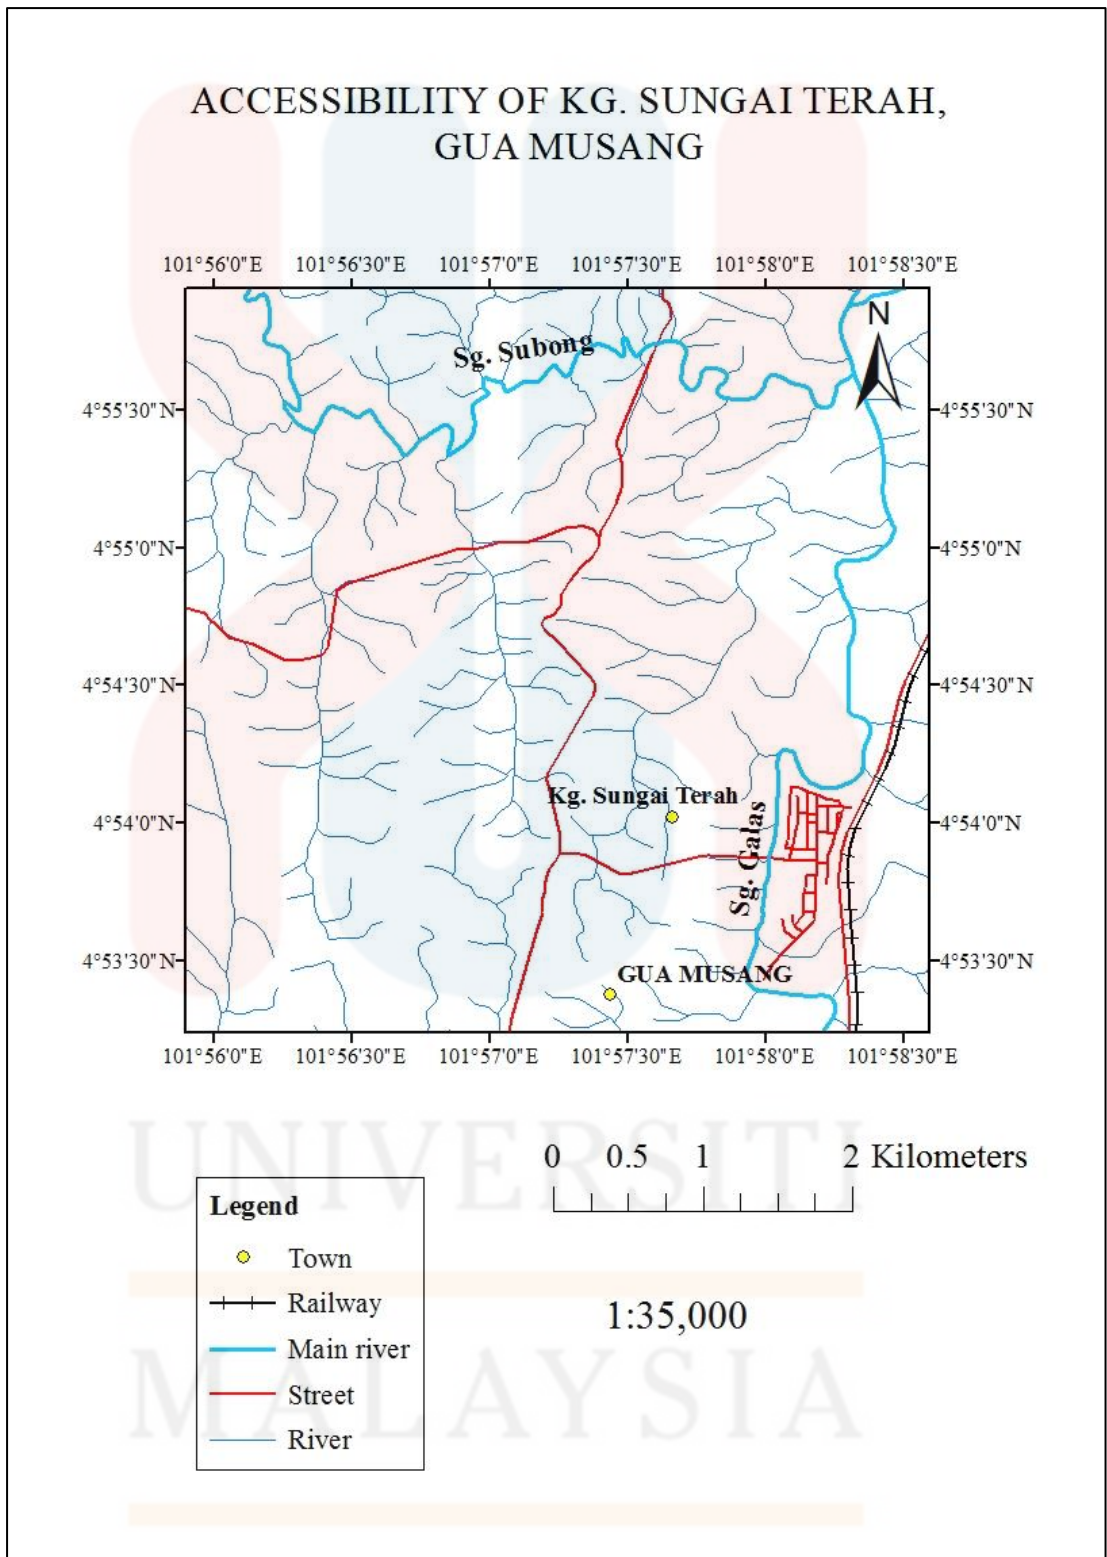 ACCESSIBILITY OF KG. SUNGAI TERAH,
GUA MUSANG
101°56'0"E 101°56'30"E 101°57'0"E 101°57'30"E 101°58'0"E 101°58'30"E
N
Sg. Subong
4°55'30"N 4°55'30"N
4°55'0"N 4°55'0"N
4°54'30"N 4°54'30"N
Kg. Sungai Terah
4°54'0"N 4°54'0"N
Sg. Galas
4°53'30"N 4°53'30"N
GUA MUSANG
101°56'0"E 101°56'30"E 101°57'0"E 101°57'30"E 101°58'0"E 101°58'30"E
UNIVERSITI
0 0.5 1 2 Kilometers
Legend
Town
Railway
Main river
Street
River
1:35,000
MALAYSIA